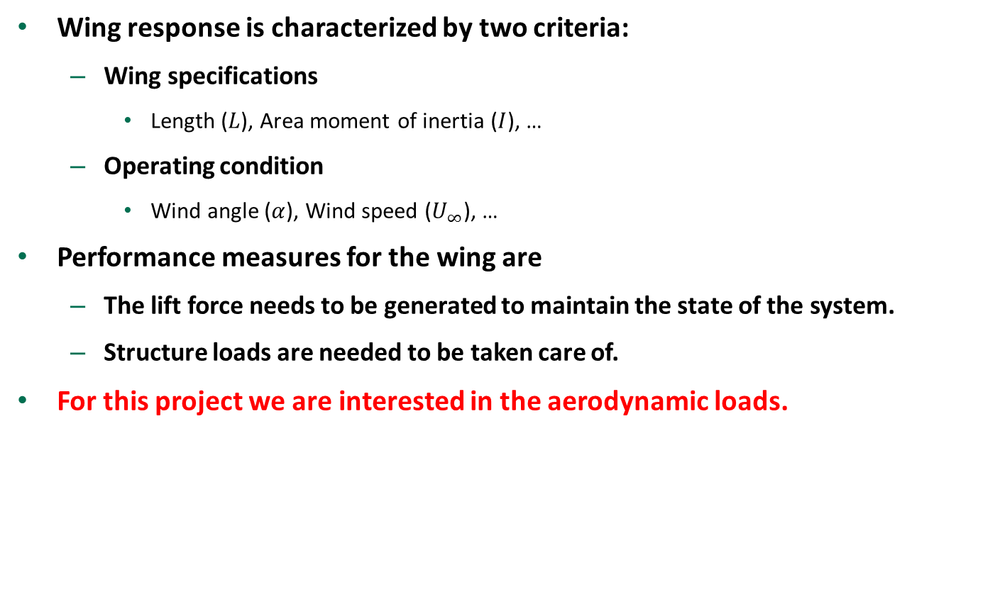 • Wing response is characterized by two criteria:
– Wing specifications
• Length (L), Area moment of inertia (I), ...
– Operating condition
• Wind angle (α), Wind speed (U∞), ...
• Performance measures for the wing are
– The lift force needs to be generated to maintain the state of the system.
– Structure loads are needed to be taken care of.
• For this project we are interested in the aerodynamic loads.